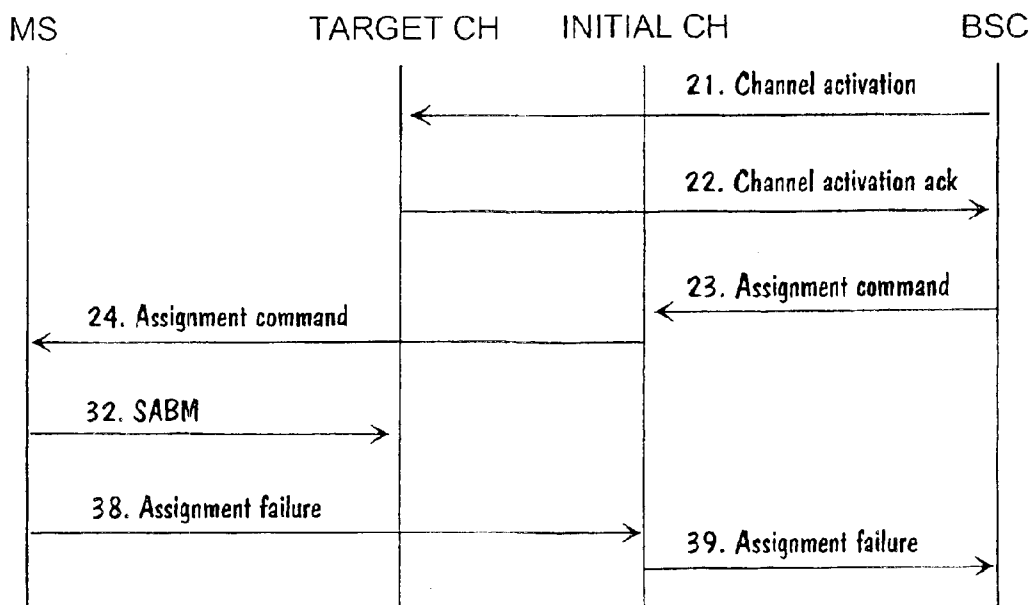 MS TARGET CH INITIAL CH BSC
21. Channel activation
22. Channel activation ack
23. Assignment command
24. Assignment command
32. SABM
38. Assignment failure
39. Assignment failure